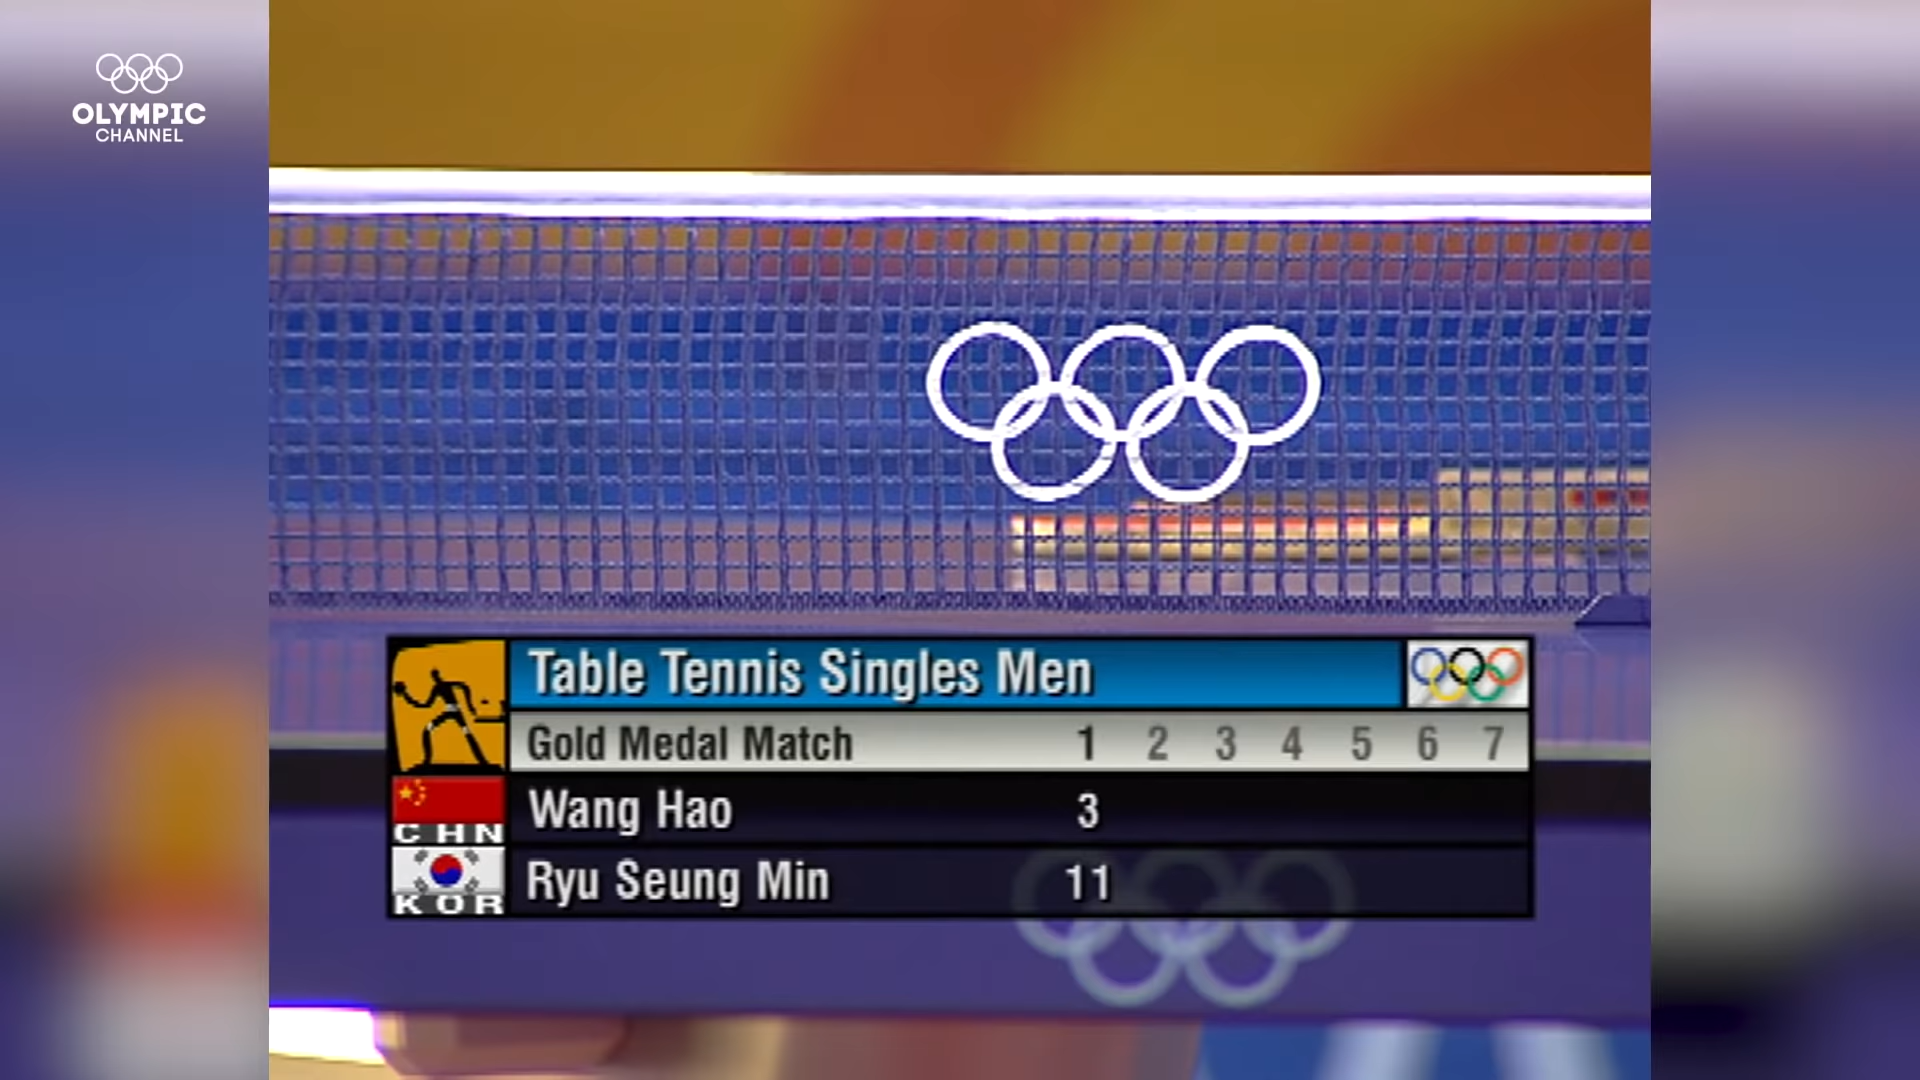 OLYMPIC
CHANNEL
Table Tennis Singles Men
Gold Medal Match 1 2 3 4 5 6 7
CHN Wang Hao 3
KOR Ryu Seung Min 11